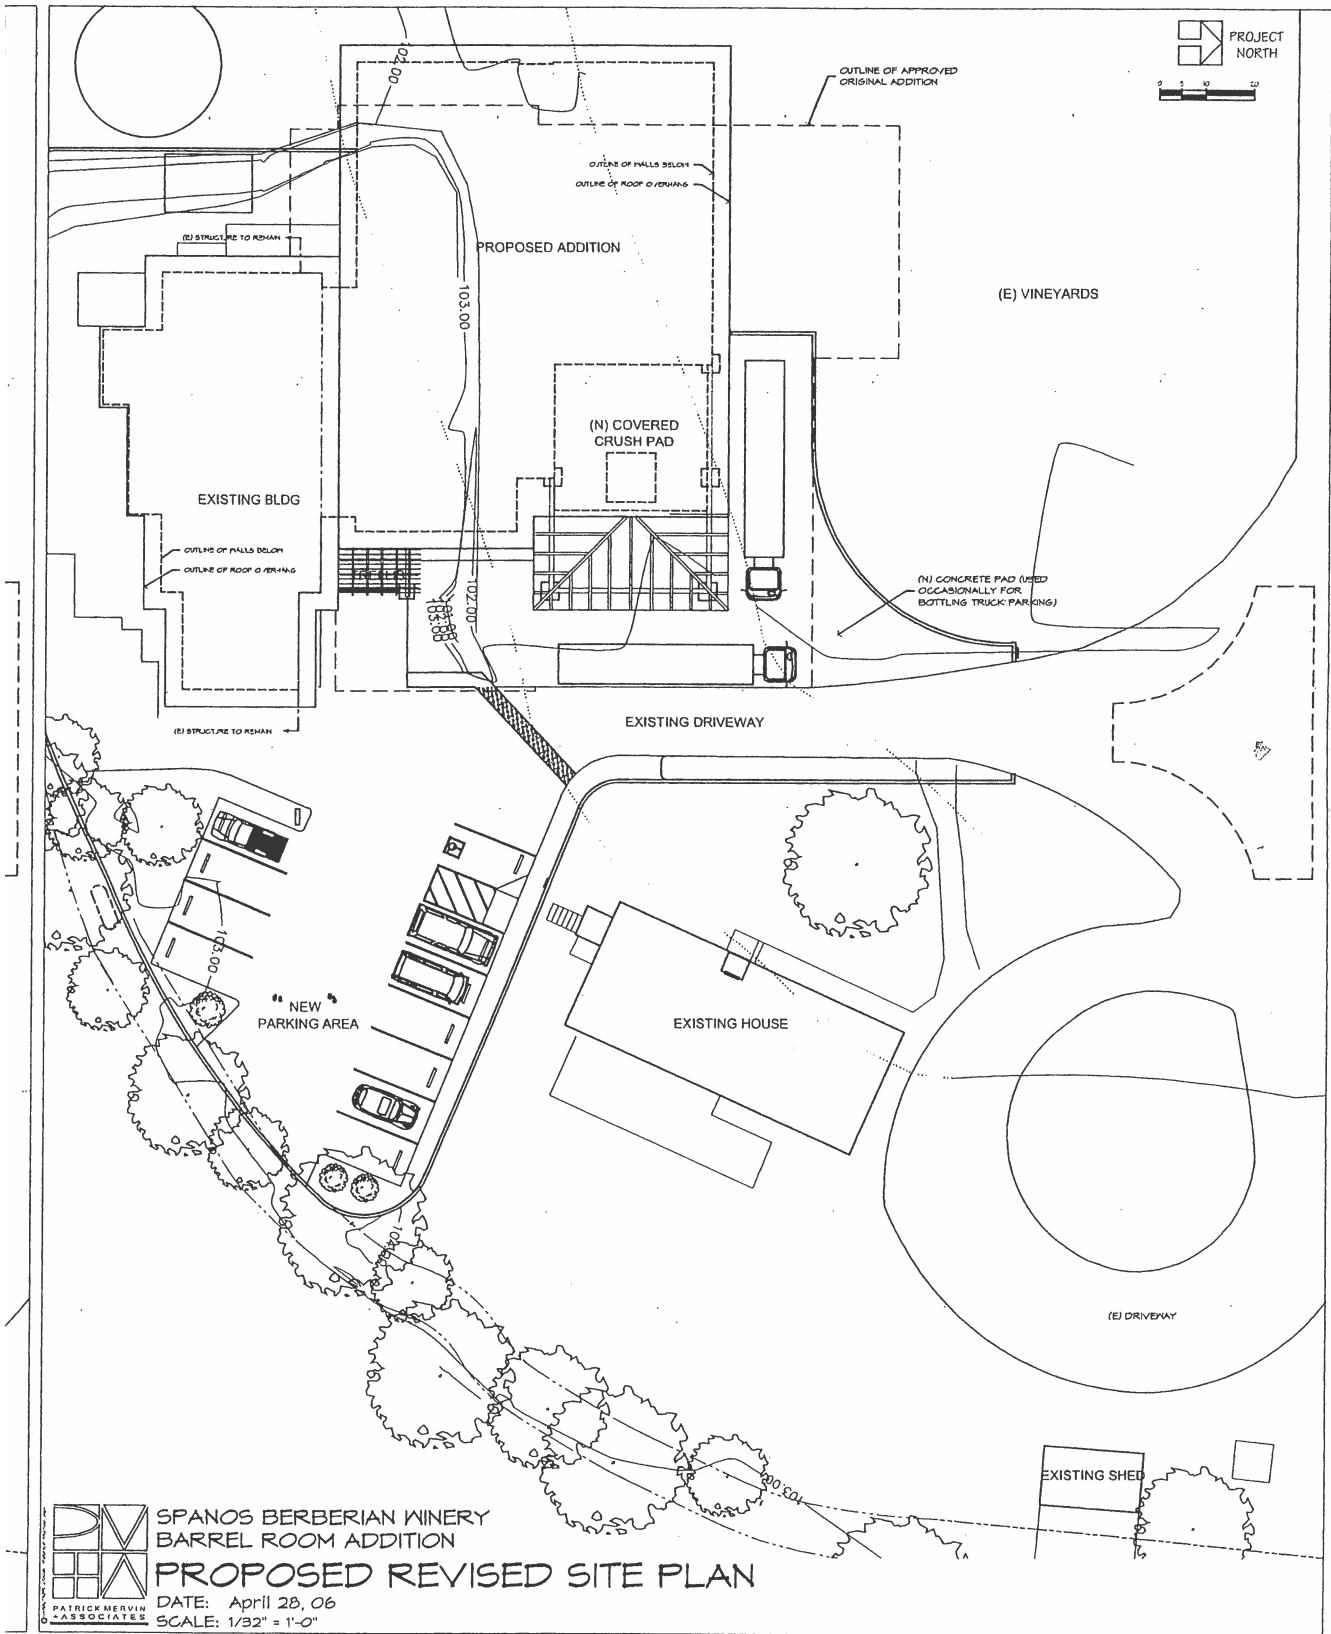 PROJECT
NORTH
0 5 10 20
102.00
OUTLINE OF APPROVED
ORIGINAL ADDITION
OUTLINE OF WALLS BELOW
OUTLINE OF ROOF OVERHANG
(E) STRUCTURE TO REMAIN
PROPOSED ADDITION
103.00
(E) VINEYARDS
(N) COVERED
CRUSH PAD
EXISTING BLDG
OUTLINE OF WALLS BELOW
OUTLINE OF ROOF OVERHANG
102.00
(N) CONCRETE PAD (USED
OCCASIONALLY FOR
BOTTLING TRUCK PARKING)
EXISTING DRIVEWAY
(E) STRUCTURE TO REMAIN
103.00
"NEW"
PARKING AREA
EXISTING HOUSE
(E) DRIVEWAY
103.00
EXISTING SHED
SPANOS BERBERIAN WINERY
BARREL ROOM ADDITION
PROPOSED REVISED SITE PLAN
DATE: April 28, 06
SCALE: 1/32" = 1'-0"
PATRICK MERVIN
+ASSOCIATES